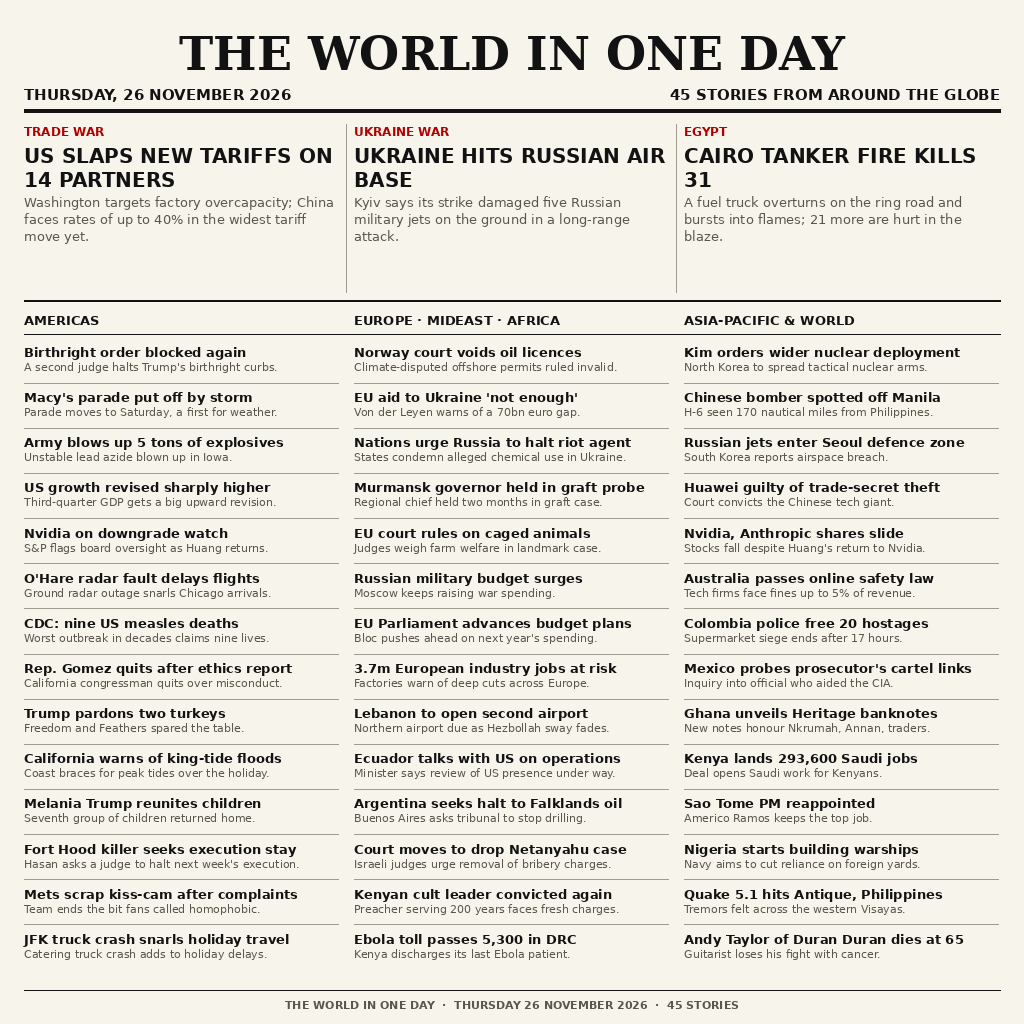 THE WORLD IN ONE DAY
THURSDAY, 26 NOVEMBER 2026
45 STORIES FROM AROUND THE GLOBE
TRADE WAR
US SLAPS NEW TARIFFS ON
14 PARTNERS
Washington targets factory overcapacity; China
faces rates of up to 40% in the widest tariff
move yet.
UKRAINE WAR
UKRAINE HITS RUSSIAN AIR
BASE
Kyiv says its strike damaged five Russian
military jets on the ground in a long-range
attack.
EGYPT
CAIRO TANKER FIRE KILLS
31
A fuel truck overturns on the ring road and
bursts into flames; 21 more are hurt in the
blaze.
AMERICAS
Birthright order blocked again
A second judge halts Trump's birthright curbs.
Macy's parade put off by storm
Parade moves to Saturday, a first for weather.
Army blows up 5 tons of explosives
Unstable lead azide blown up in Iowa.
US growth revised sharply higher
Third-quarter GDP gets a big upward revision.
Nvidia on downgrade watch
S&P flags board oversight as Huang returns.
O'Hare radar fault delays flights
Ground radar outage snarls Chicago arrivals.
CDC: nine US measles deaths
Worst outbreak in decades claims nine lives.
Rep. Gomez quits after ethics report
California congressman quits over misconduct.
Trump pardons two turkeys
Freedom and Feathers spared the table.
California warns of king-tide floods
Coast braces for peak tides over the holiday.
Melania Trump reunites children
Seventh group of children returned home.
Fort Hood killer seeks execution stay
Hasan asks a judge to halt next week's execution.
Mets scrap kiss-cam after complaints
Team ends the bit fans called homophobic.
JFK truck crash snarls holiday travel
Catering truck crash adds to holiday delays.
EUROPE · MIDEAST · AFRICA
Norway court voids oil licences
Climate-disputed offshore permits ruled invalid.
EU aid to Ukraine 'not enough'
Von der Leyen warns of a 70bn euro gap.
Nations urge Russia to halt riot agent
States condemn alleged chemical use in Ukraine.
Murmansk governor held in graft probe
Regional chief held two months in graft case.
EU court rules on caged animals
Judges weigh farm welfare in landmark case.
Russian military budget surges
Moscow keeps raising war spending.
EU Parliament advances budget plans
Bloc pushes ahead on next year's spending.
3.7m European industry jobs at risk
Factories warn of deep cuts across Europe.
Lebanon to open second airport
Northern airport due as Hezbollah sway fades.
Ecuador talks with US on operations
Minister says review of US presence under way.
Argentina seeks halt to Falklands oil
Buenos Aires asks tribunal to stop drilling.
Court moves to drop Netanyahu case
Israeli judges urge removal of bribery charges.
Kenyan cult leader convicted again
Preacher serving 200 years faces fresh charges.
Ebola toll passes 5,300 in DRC
Kenya discharges its last Ebola patient.
ASIA-PACIFIC & WORLD
Kim orders wider nuclear deployment
North Korea to spread tactical nuclear arms.
Chinese bomber spotted off Manila
H-6 seen 170 nautical miles from Philippines.
Russian jets enter Seoul defence zone
South Korea reports airspace breach.
Huawei guilty of trade-secret theft
Court convicts the Chinese tech giant.
Nvidia, Anthropic shares slide
Stocks fall despite Huang's return to Nvidia.
Australia passes online safety law
Tech firms face fines up to 5% of revenue.
Colombia police free 20 hostages
Supermarket siege ends after 17 hours.
Mexico probes prosecutor's cartel links
Inquiry into official who aided the CIA.
Ghana unveils Heritage banknotes
New notes honour Nkrumah, Annan, traders.
Kenya lands 293,600 Saudi jobs
Deal opens Saudi work for Kenyans.
Sao Tome PM reappointed
Americo Ramos keeps the top job.
Nigeria starts building warships
Navy aims to cut reliance on foreign yards.
Quake 5.1 hits Antique, Philippines
Tremors felt across the western Visayas.
Andy Taylor of Duran Duran dies at 65
Guitarist loses his fight with cancer.
THE WORLD IN ONE DAY · THURSDAY 26 NOVEMBER 2026 · 45 STORIES